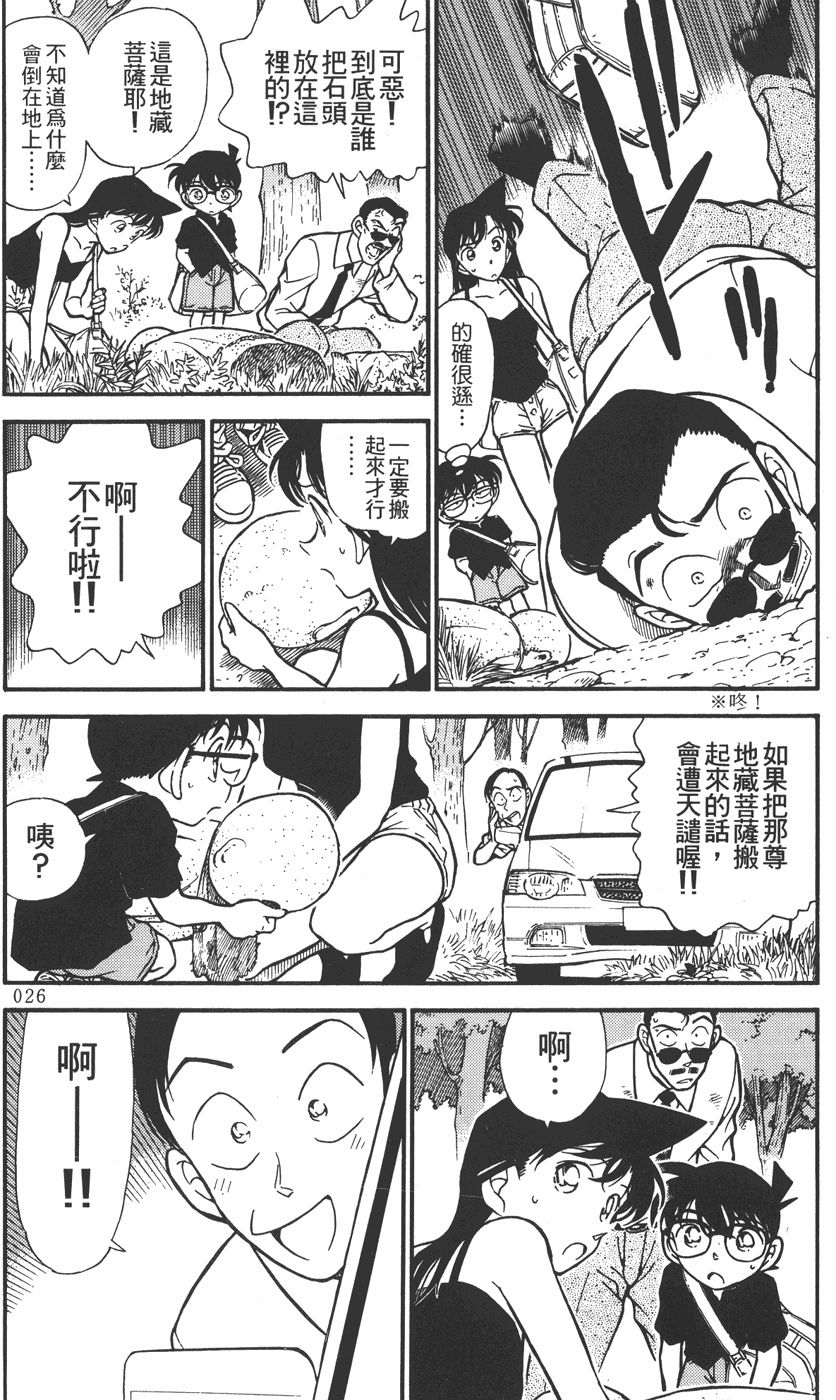 的確很遜…
※咚！
可惡！
到底是誰
把石頭
放在這
裡的!?
這是地藏
菩薩耶！
不知道爲什麼
會倒在地上……
一定要搬
起來才行
……
啊——
不行啦!!
如果把那尊
地藏菩薩搬
起來的話，
會遭天譴喔!!
咦？
026
啊…
啊——!!